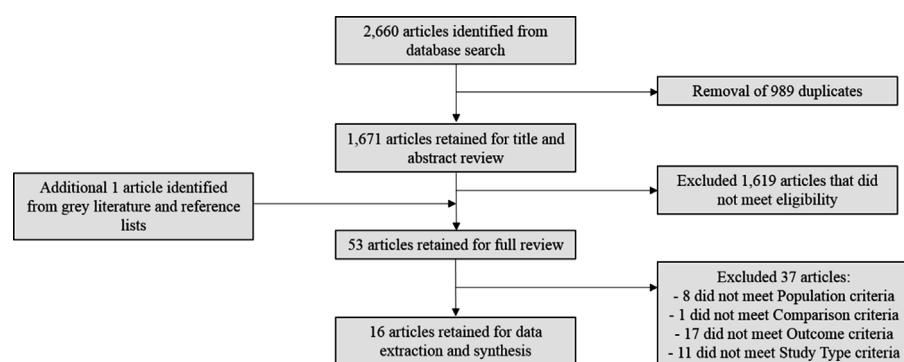 2,660 articles identified from
database search
Removal of 989 duplicates
1,671 articles retained for title and
abstract review
Additional 1 article identified
from grey literature and reference
lists
Excluded 1,619 articles that did
not meet eligibility
53 articles retained for full review
Excluded 37 articles:
- 8 did not meet Population criteria
- 1 did not meet Comparison criteria
- 17 did not meet Outcome criteria
- 11 did not meet Study Type criteria
16 articles retained for data
extraction and synthesis